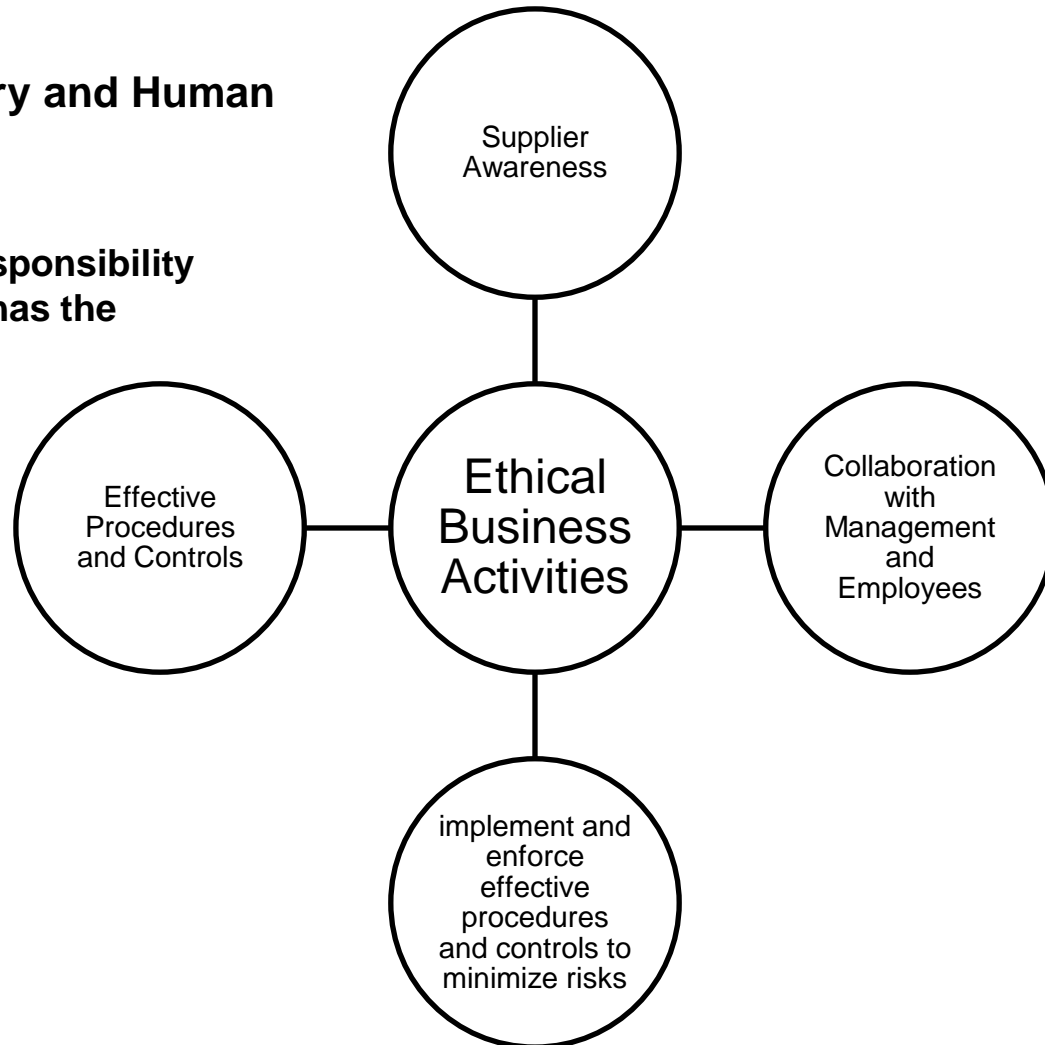 ry and Human
sponsibility
has the
Supplier
Awareness
Effective
Procedures
and Controls
Ethical
Business
Activities
Collaboration
with
Management
and
Employees
implement and
enforce
effective
procedures
and controls to
minimize risks